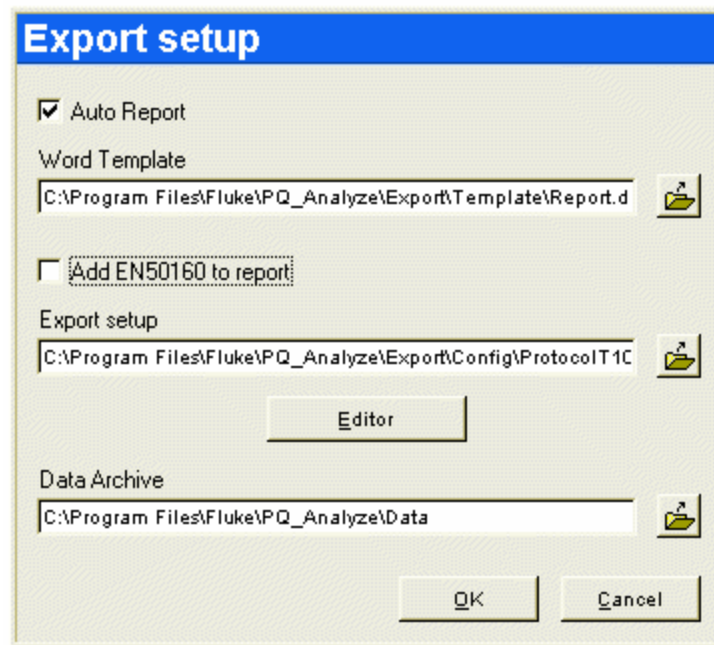 Export setup
Auto Report
Word Template
C:\Program Files\Fluke\PQ_Analyze\Export\Template\Report.d
Add EN50160 to report
Export setup
C:\Program Files\Fluke\PQ_Analyze\Export\Config\ProtocolT10
Editor
Data Archive
C:\Program Files\Fluke\PQ_Analyze\Data
OK Cancel